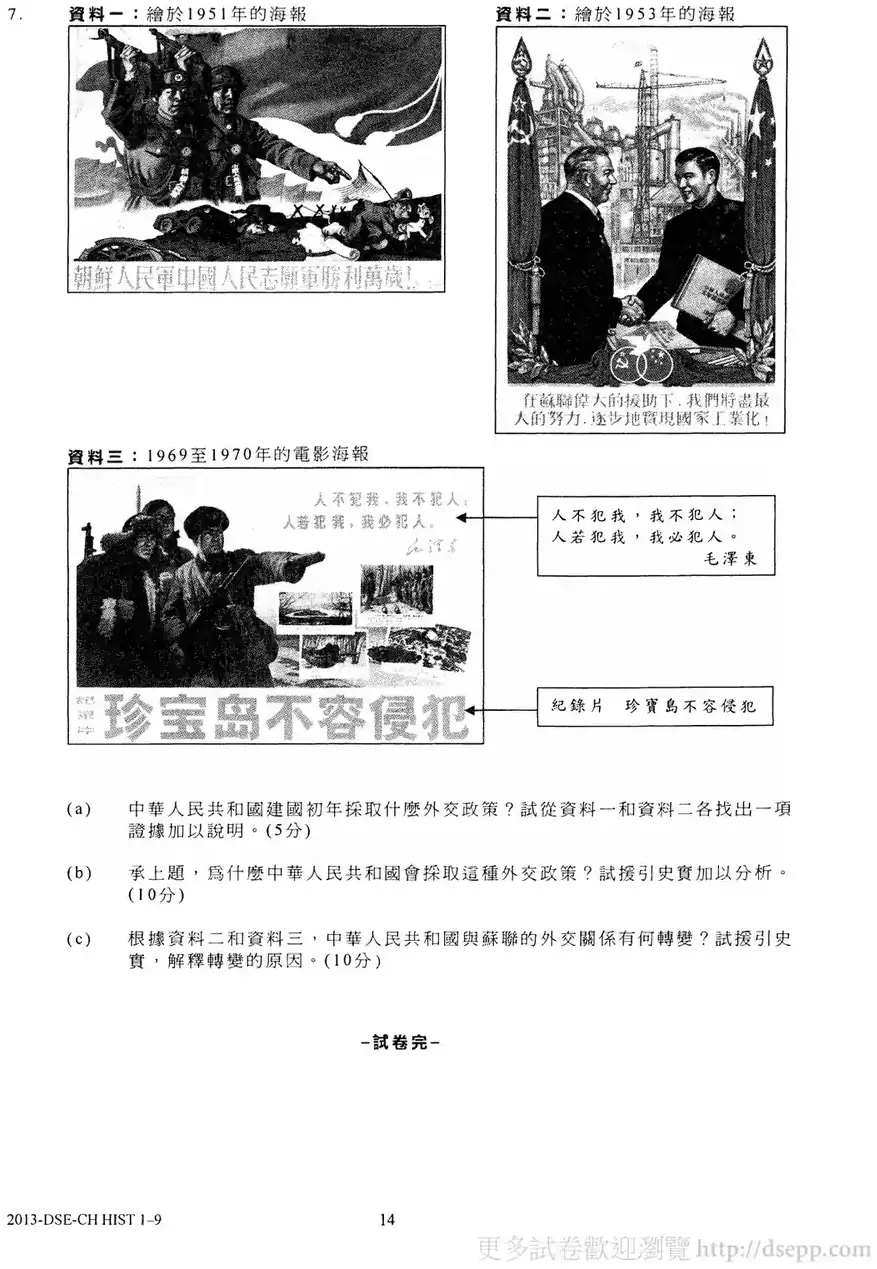 7.
資料一：繪於1951年的海報
資料二：繪於1953年的海報
朝鮮人民軍中國人民志願軍勝利萬歲！
在蘇聯偉大的援助下，我們將盡最
大的努力，逐步地實現國家工業化！
資料三：1969至1970年的電影海報
人不犯我，我不犯人；
人若犯我，我必犯人。
毛澤東
人不犯我，我不犯人；
人若犯我，我必犯人。
毛澤東
纪录片
珍宝岛不容侵犯
紀錄片 珍寶島不容侵犯
(a) 中華人民共和國建國初年採取什麼外交政策？試從資料一和資料二各找出一項
證據加以說明。(5分)
(b) 承上題，爲什麼中華人民共和國會採取這種外交政策？試援引史實加以分析。
(10分)
(c) 根據資料二和資料三，中華人民共和國與蘇聯的外交關係有何轉變？試援引史
實，解釋轉變的原因。(10分)
–試卷完–
2013-DSE-CH HIST 1–9
14
更多試卷歡迎瀏覽 http://dsepp.com